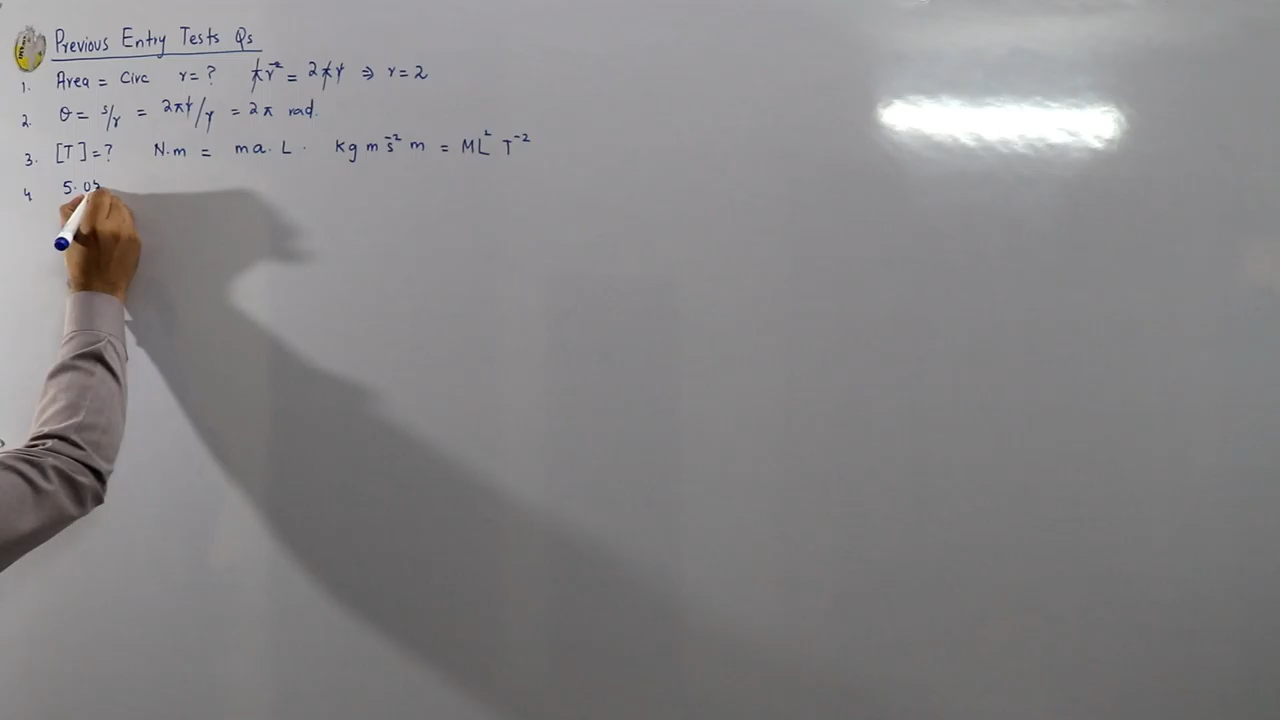 Previous Entry Tests Qs
1. Area = Circ r = ? πr² = 2πr ⇒ r = 2
2. θ = s/r = 2πr/r = 2π rad.
3. [T] = ? N.m = ma. L. kg m s⁻² m = ML² T⁻²
4 5.05